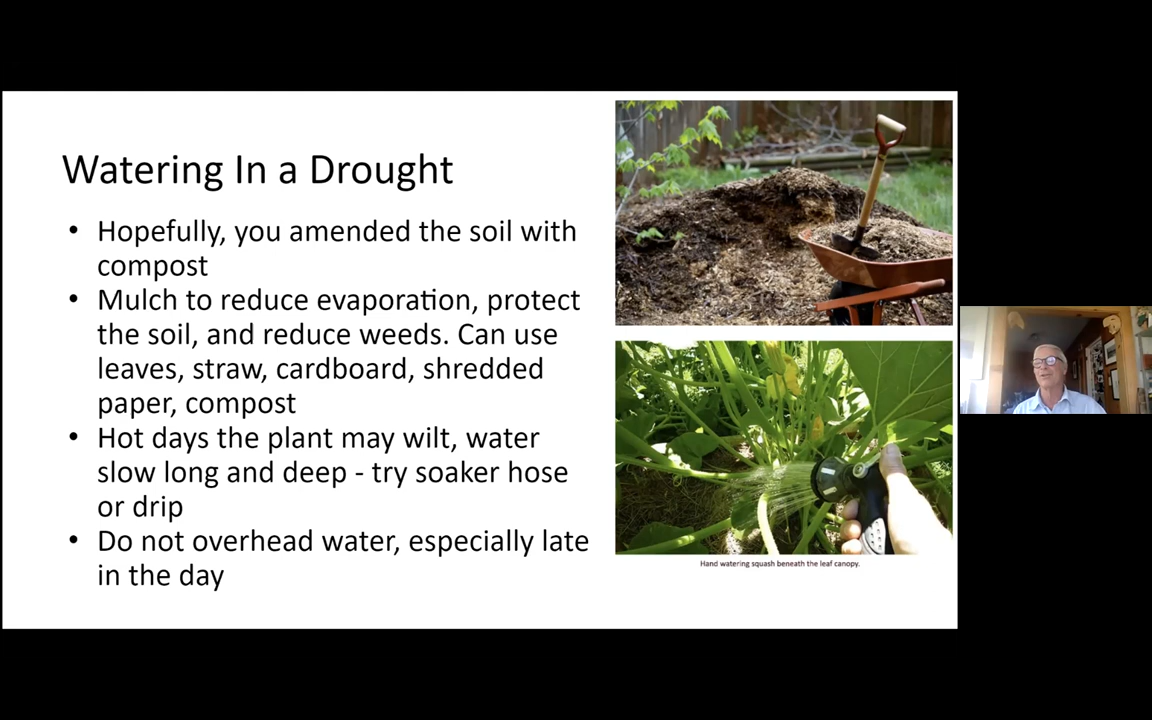 Watering In a Drought
• Hopefully, you amended the soil with
compost
• Mulch to reduce evaporation, protect
the soil, and reduce weeds. Can use
leaves, straw, cardboard, shredded
paper, compost
• Hot days the plant may wilt, water
slow long and deep - try soaker hose
or drip
• Do not overhead water, especially late
in the day
Hand watering squash beneath the leaf canopy.